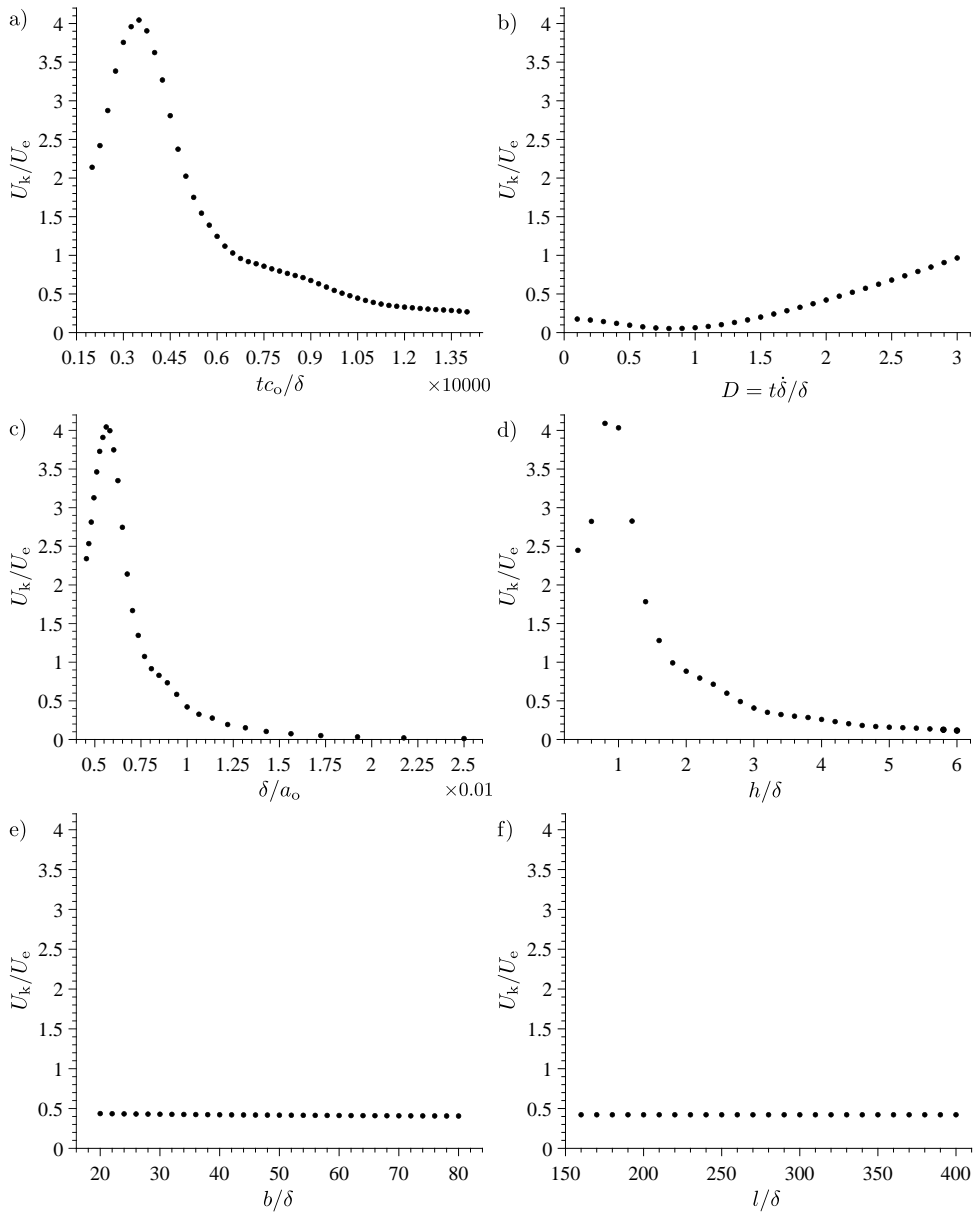 a)
4
3.5
3
2.5
2
1.5
1
0.5
0
U_k/U_e
0.15 0.3 0.45 0.6 0.75 0.9 1.05 1.2 1.35
tc_o/δ ×10000
b)
4
3.5
3
2.5
2
1.5
1
0.5
0
U_k/U_e
0 0.5 1 1.5 2 2.5 3
D = tδ̇/δ
c)
4
3.5
3
2.5
2
1.5
1
0.5
0
U_k/U_e
0.5 0.75 1 1.25 1.5 1.75 2 2.25 2.5
δ/a_o ×0.01
d)
4
3.5
3
2.5
2
1.5
1
0.5
0
U_k/U_e
1 2 3 4 5 6
h/δ
e)
4
3.5
3
2.5
2
1.5
1
0.5
0
U_k/U_e
20 30 40 50 60 70 80
b/δ
f)
4
3.5
3
2.5
2
1.5
1
0.5
0
U_k/U_e
150 200 250 300 350 400
l/δ